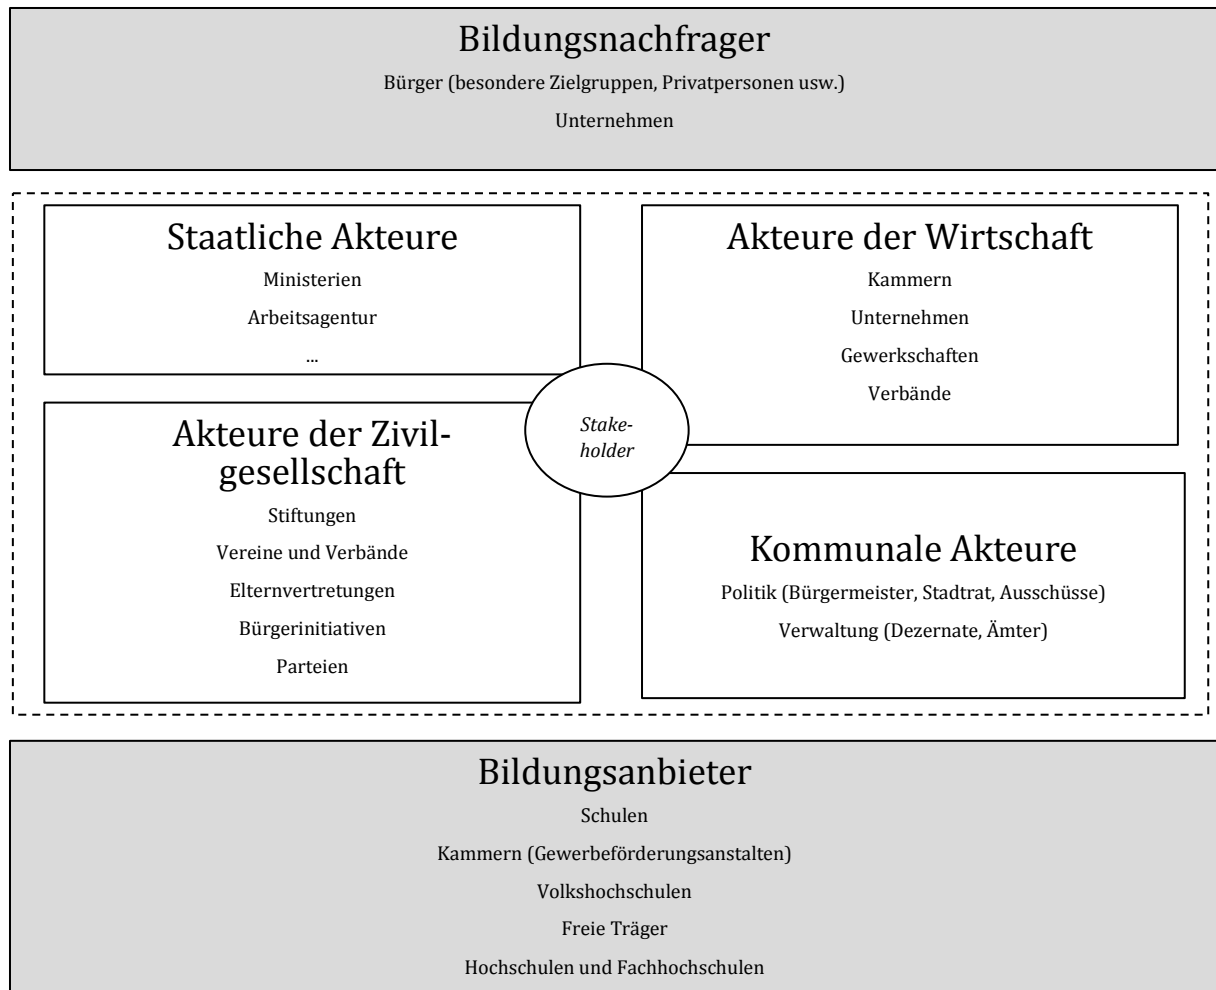 Bildungsnachfrager
Bürger (besondere Zielgruppen, Privatpersonen usw.)
Unternehmen
Staatliche Akteure
Ministerien
Arbeitsagentur
...
Akteure der Wirtschaft
Kammern
Unternehmen
Gewerkschaften
Verbände
Stake-
holder
Akteure der Zivil-
gesellschaft
Stiftungen
Vereine und Verbände
Elternvertretungen
Bürgerinitiativen
Parteien
Kommunale Akteure
Politik (Bürgermeister, Stadtrat, Ausschüsse)
Verwaltung (Dezernate, Ämter)
Bildungsanbieter
Schulen
Kammern (Gewerbeförderungsanstalten)
Volkshochschulen
Freie Träger
Hochschulen und Fachhochschulen